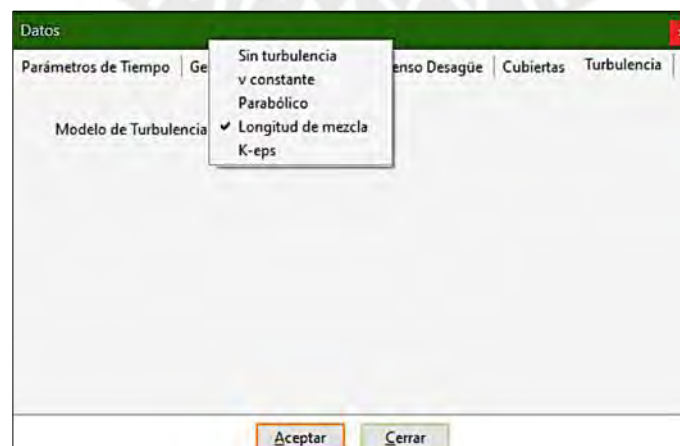 Datos
Parámetros de Tiempo Ge enso Desagüe Cubiertas Turbulencia
Modelo de Turbulencia
Sin turbulencia
v constante
Parabólico
Longitud de mezcla
K-eps
Aceptar Cerrar